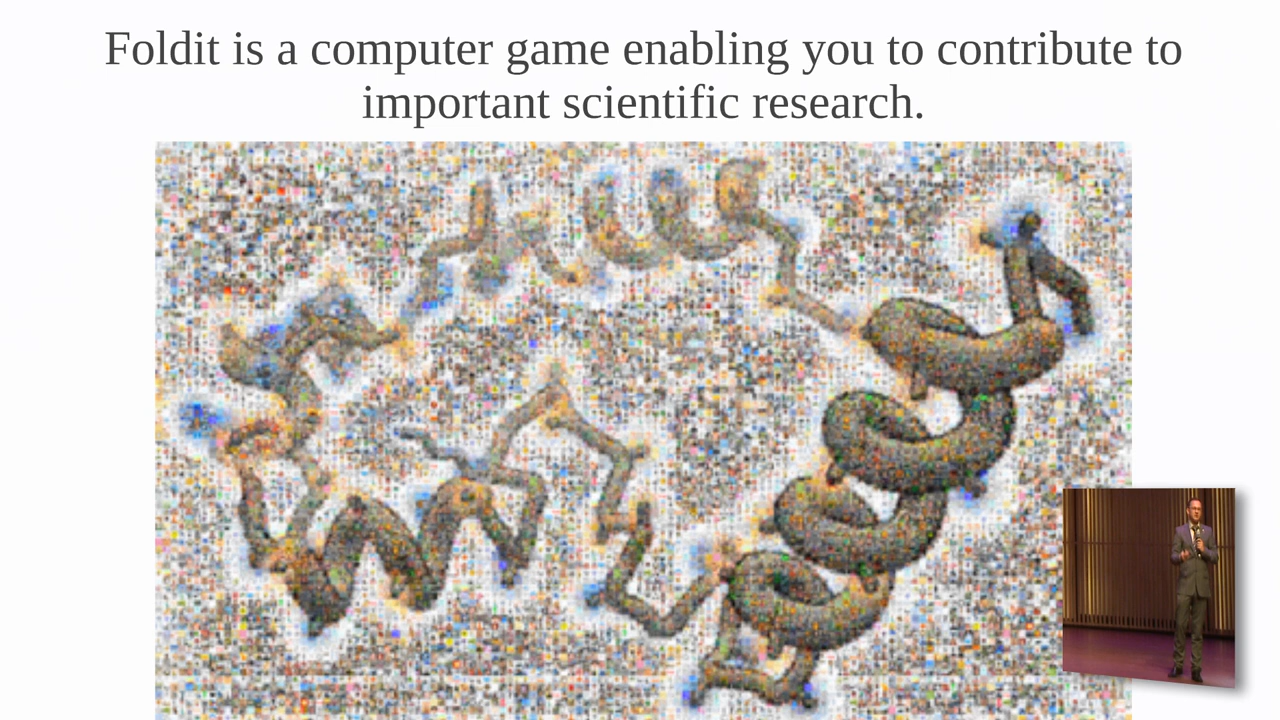 Foldit is a computer game enabling you to contribute to
important scientific research.